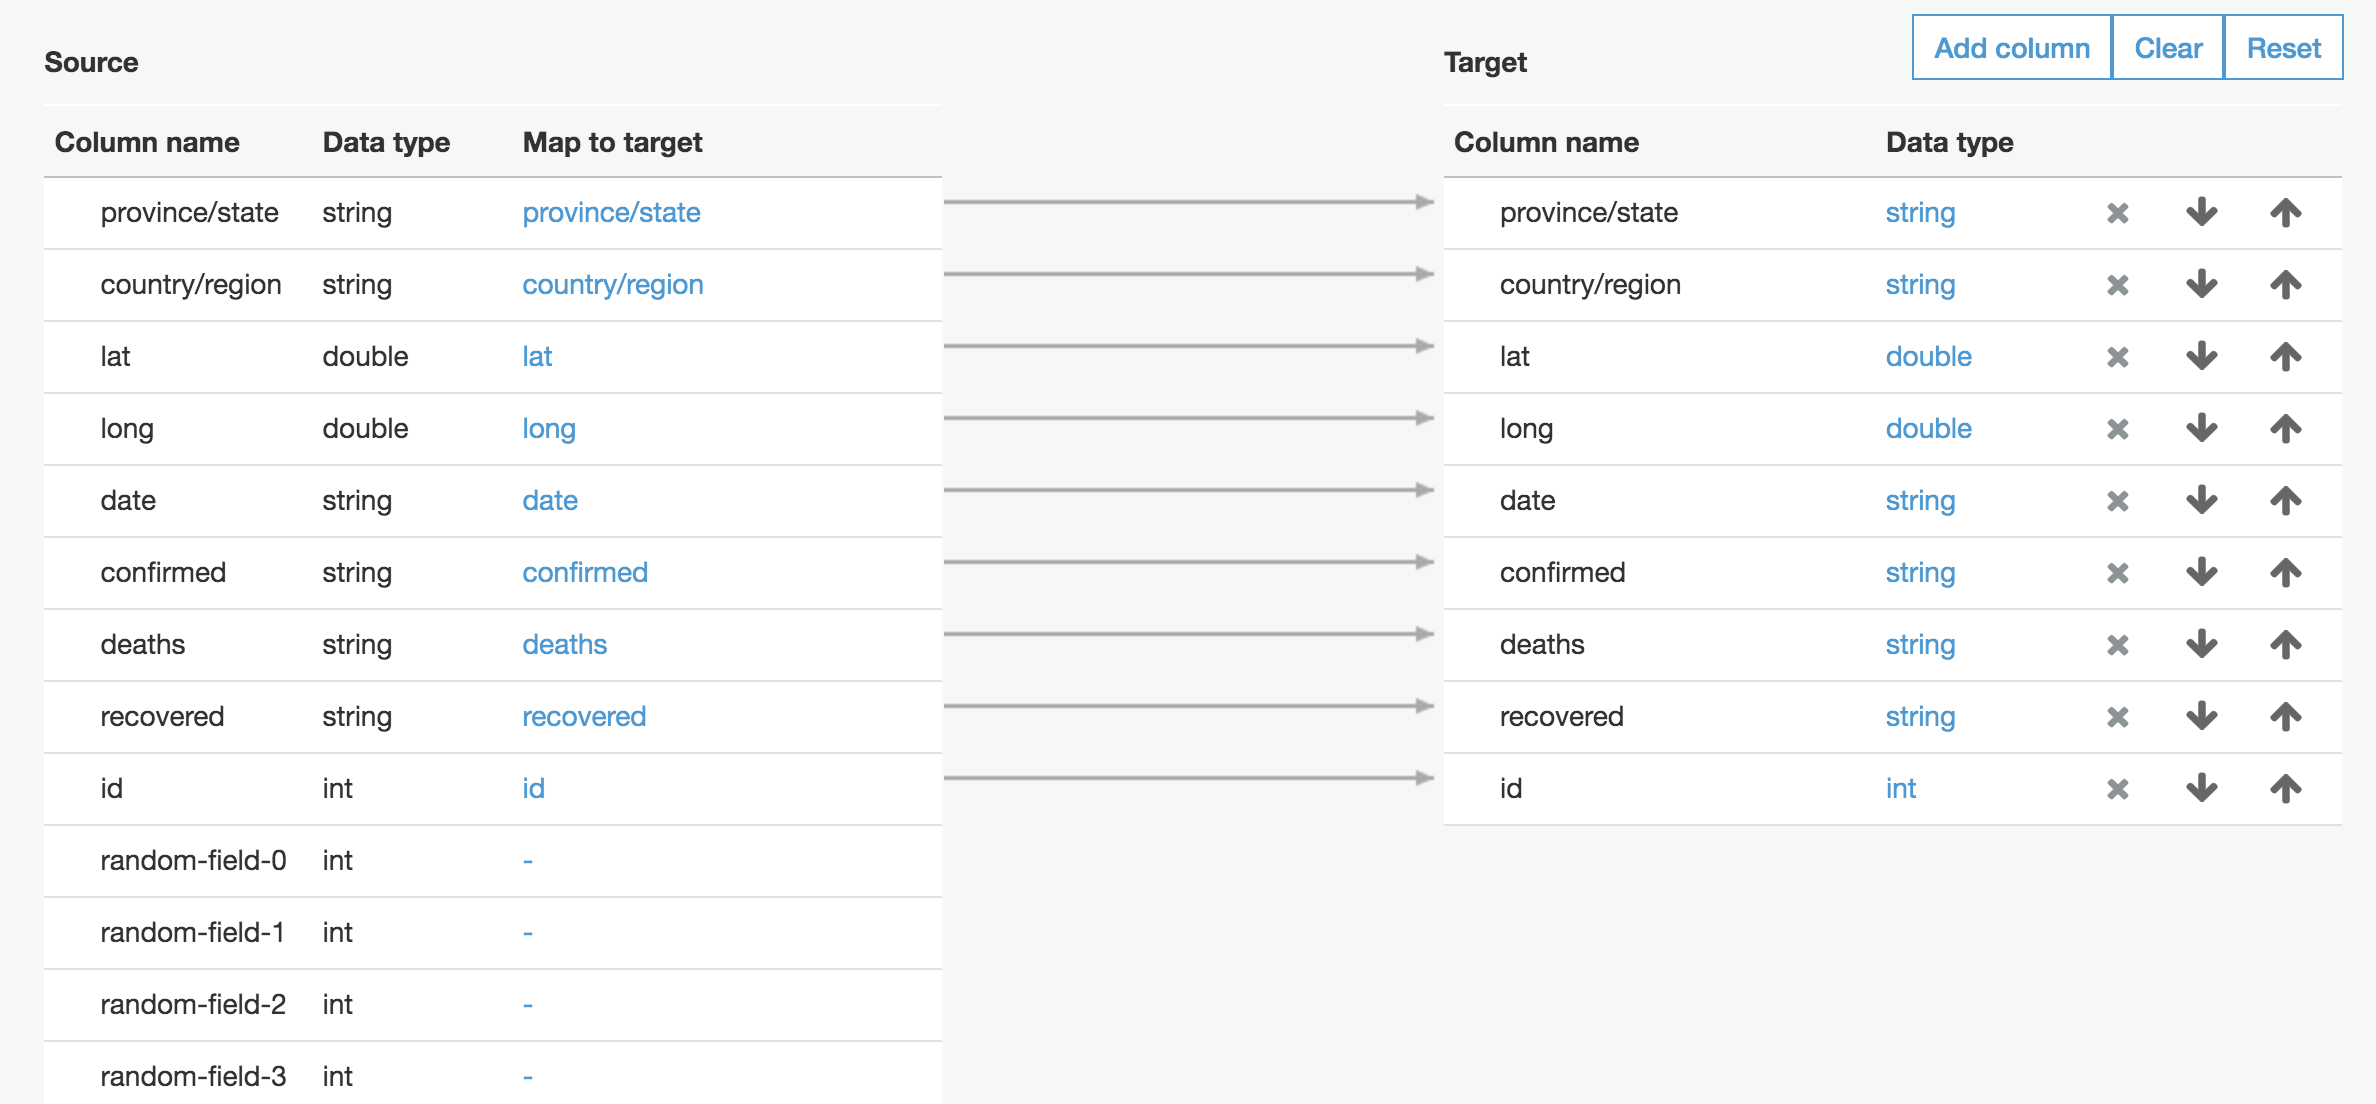 Source
Target
Add column Clear Reset
Column name Data type Map to target
Column name Data type
province/state string province/state
province/state string
country/region string country/region
country/region string
lat double lat
lat double
long double long
long double
date string date
date string
confirmed string confirmed
confirmed string
deaths string deaths
deaths string
recovered string recovered
recovered string
id int id
id int
random-field-0 int -
random-field-1 int -
random-field-2 int -
random-field-3 int -